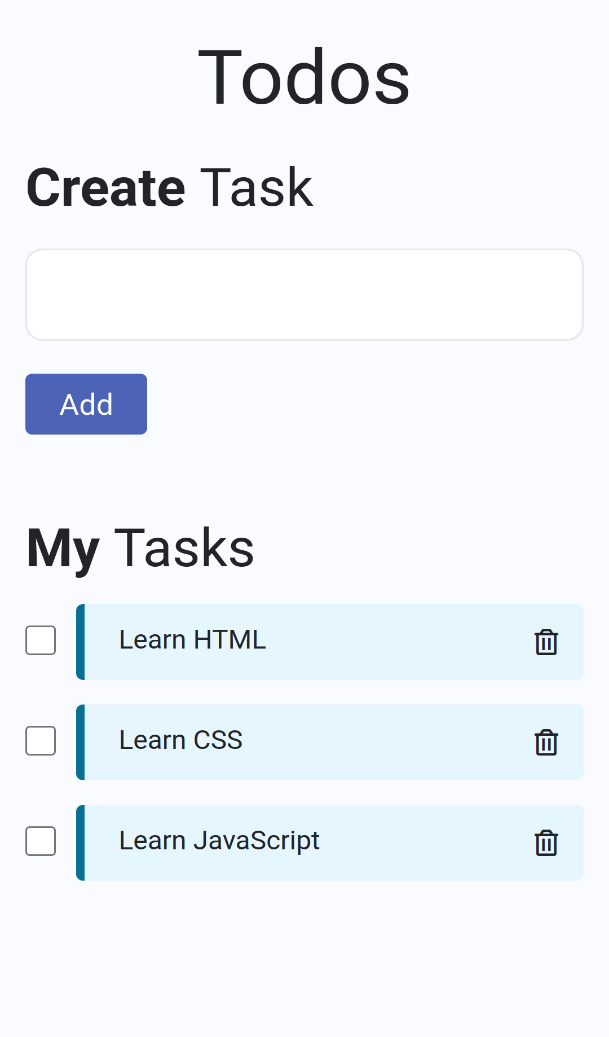 Todos
Create Task
Add
My Tasks
Learn HTML
Learn CSS
Learn JavaScript